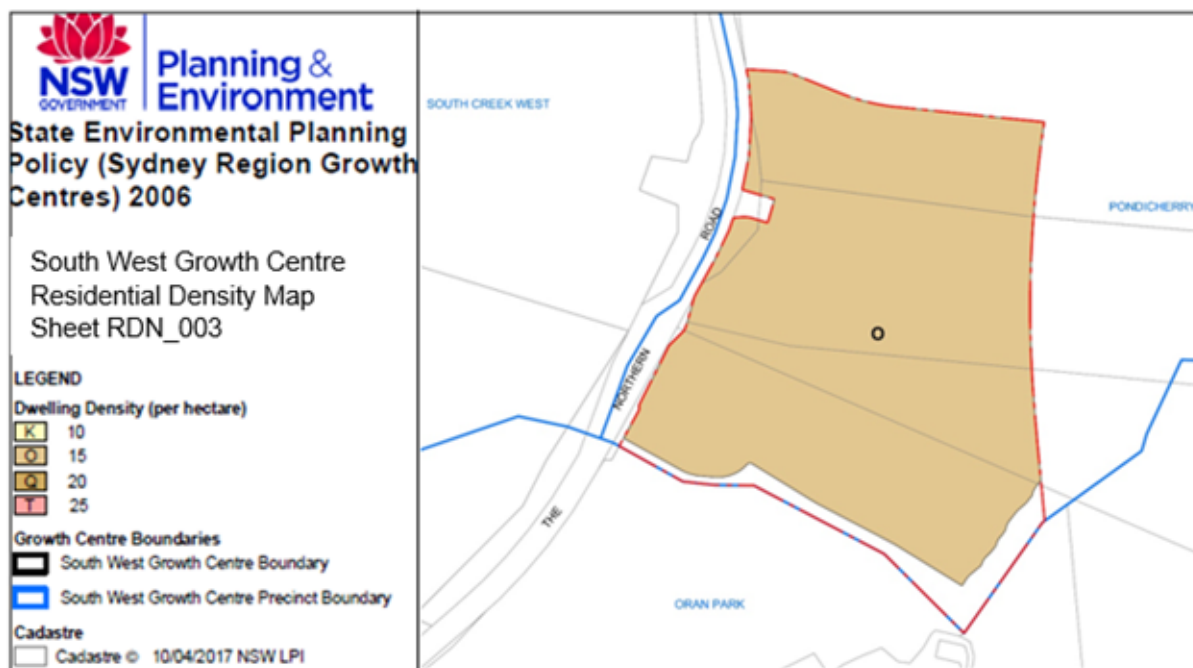 NSW
GOVERNMENT
Planning &
Environment
State Environmental Planning
Policy (Sydney Region Growth
Centres) 2006
South West Growth Centre
Residential Density Map
Sheet RDN_003
LEGEND
Dwelling Density (per hectare)
K 10
O 15
Q 20
T 25
Growth Centre Boundaries
South West Growth Centre Boundary
South West Growth Centre Precinct Boundary
Cadastre
Cadastre © 10/04/2017 NSW LPI
SOUTH CREEK WEST
PONDICHERRY
O
THE NORTHERN ROAD
ORAN PARK